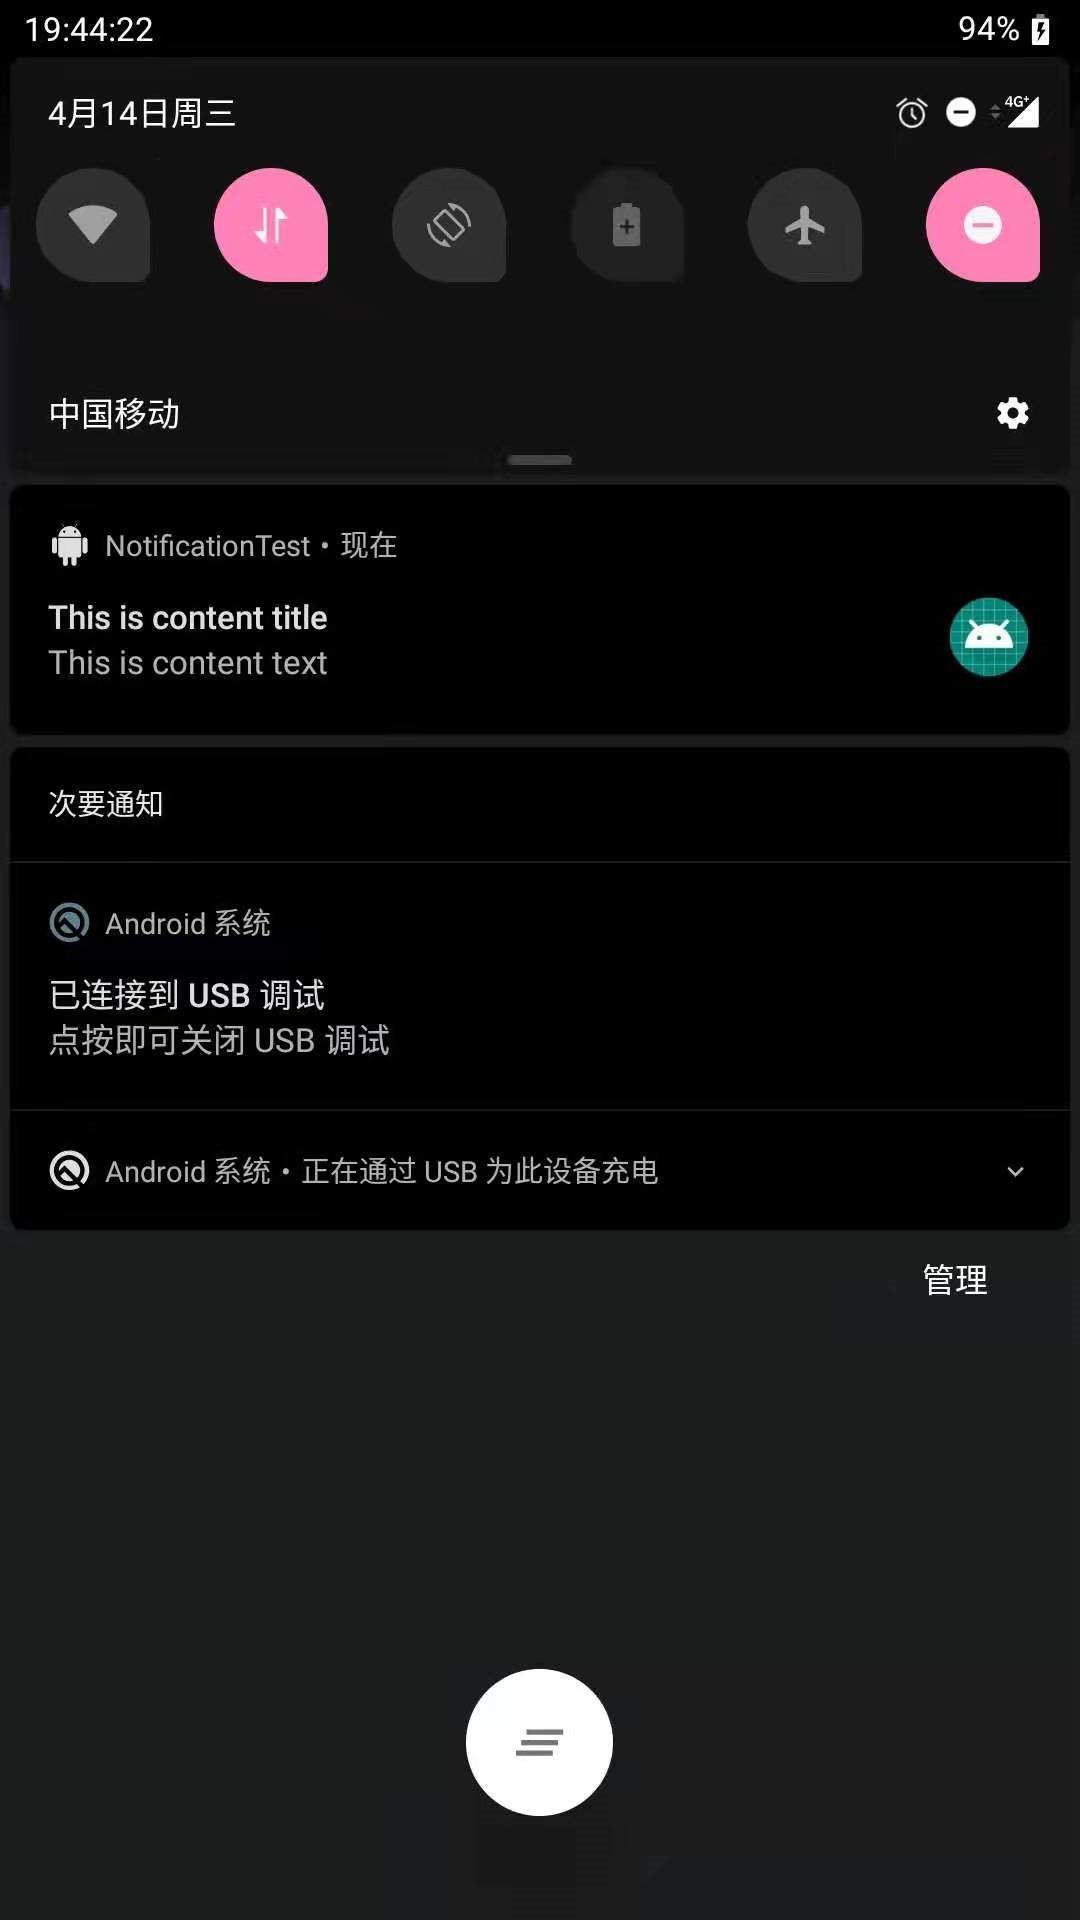 19:44:22 94%
4月14日周三 4G+
中国移动
NotificationTest • 现在
This is content title
This is content text
次要通知
Android 系统
已连接到 USB 调试
点按即可关闭 USB 调试
Android 系统 • 正在通过 USB 为此设备充电
管理